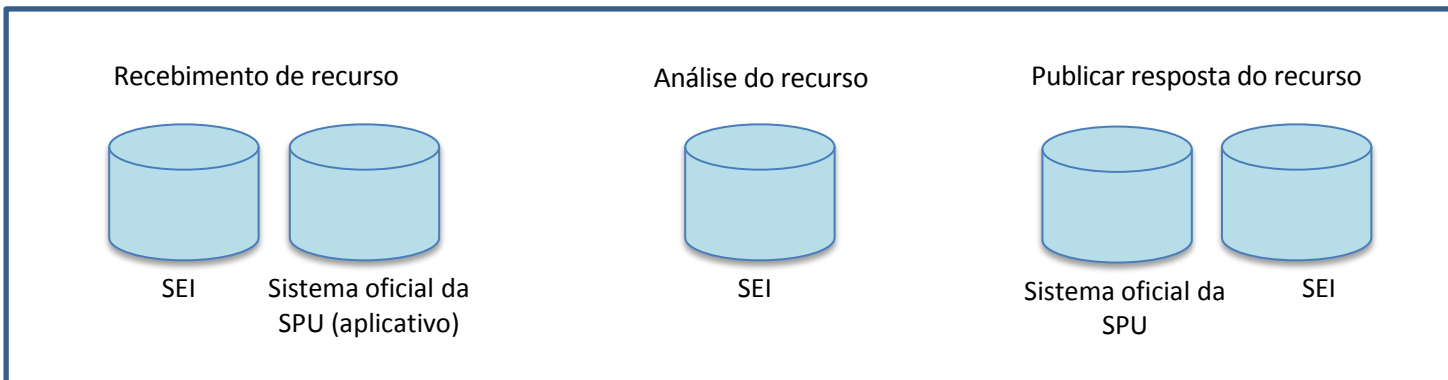 Recebimento de recurso
SEI
Sistema oficial da
SPU (aplicativo)
Análise do recurso
SEI
Publicar resposta do recurso
Sistema oficial da
SPU
SEI